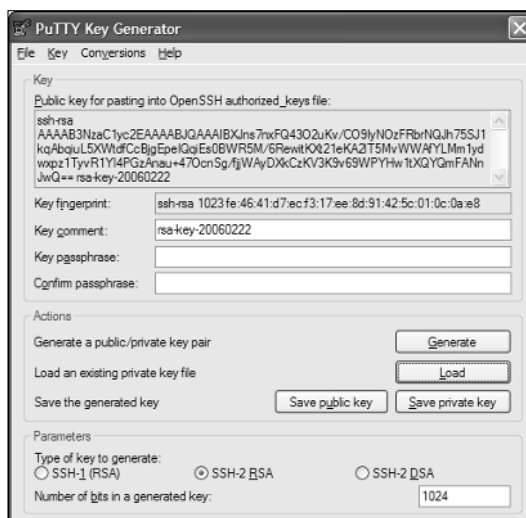 PuTTY Key Generator
File Key Conversions Help
Key
Public key for pasting into OpenSSH authorized_keys file:
ssh-rsa
AAAAB3NzaC1yc2EAAAABJQAAAIBXJns7nxFQ43O2uKv/CO9lyNOzFRbrNQJh75SJ1
kqAbqiuL5XWtdfCcBjgEpelQqiEs0BWR5M/6RewitKXt21eKA2lT5MvWWAfYLMm1yd
wxpz1TyvR1Yl4PGzAnau+47OcnSg/fjjWAyDXkCzKV3K9v69WPYHw1tXQYQmFANn
JwQ== rsa-key-20060222
Key fingerprint: ssh-rsa 1023 fe:46:41:d7:ec:f3:17:ee:8d:91:42:5c:01:0c:0a:e8
Key comment: rsa-key-20060222
Key passphrase:
Confirm passphrase:
Actions
Generate a public/private key pair Generate
Load an existing private key file Load
Save the generated key Save public key Save private key
Parameters
Type of key to generate:
SSH-1 (RSA) SSH-2 RSA SSH-2 DSA
Number of bits in a generated key: 1024